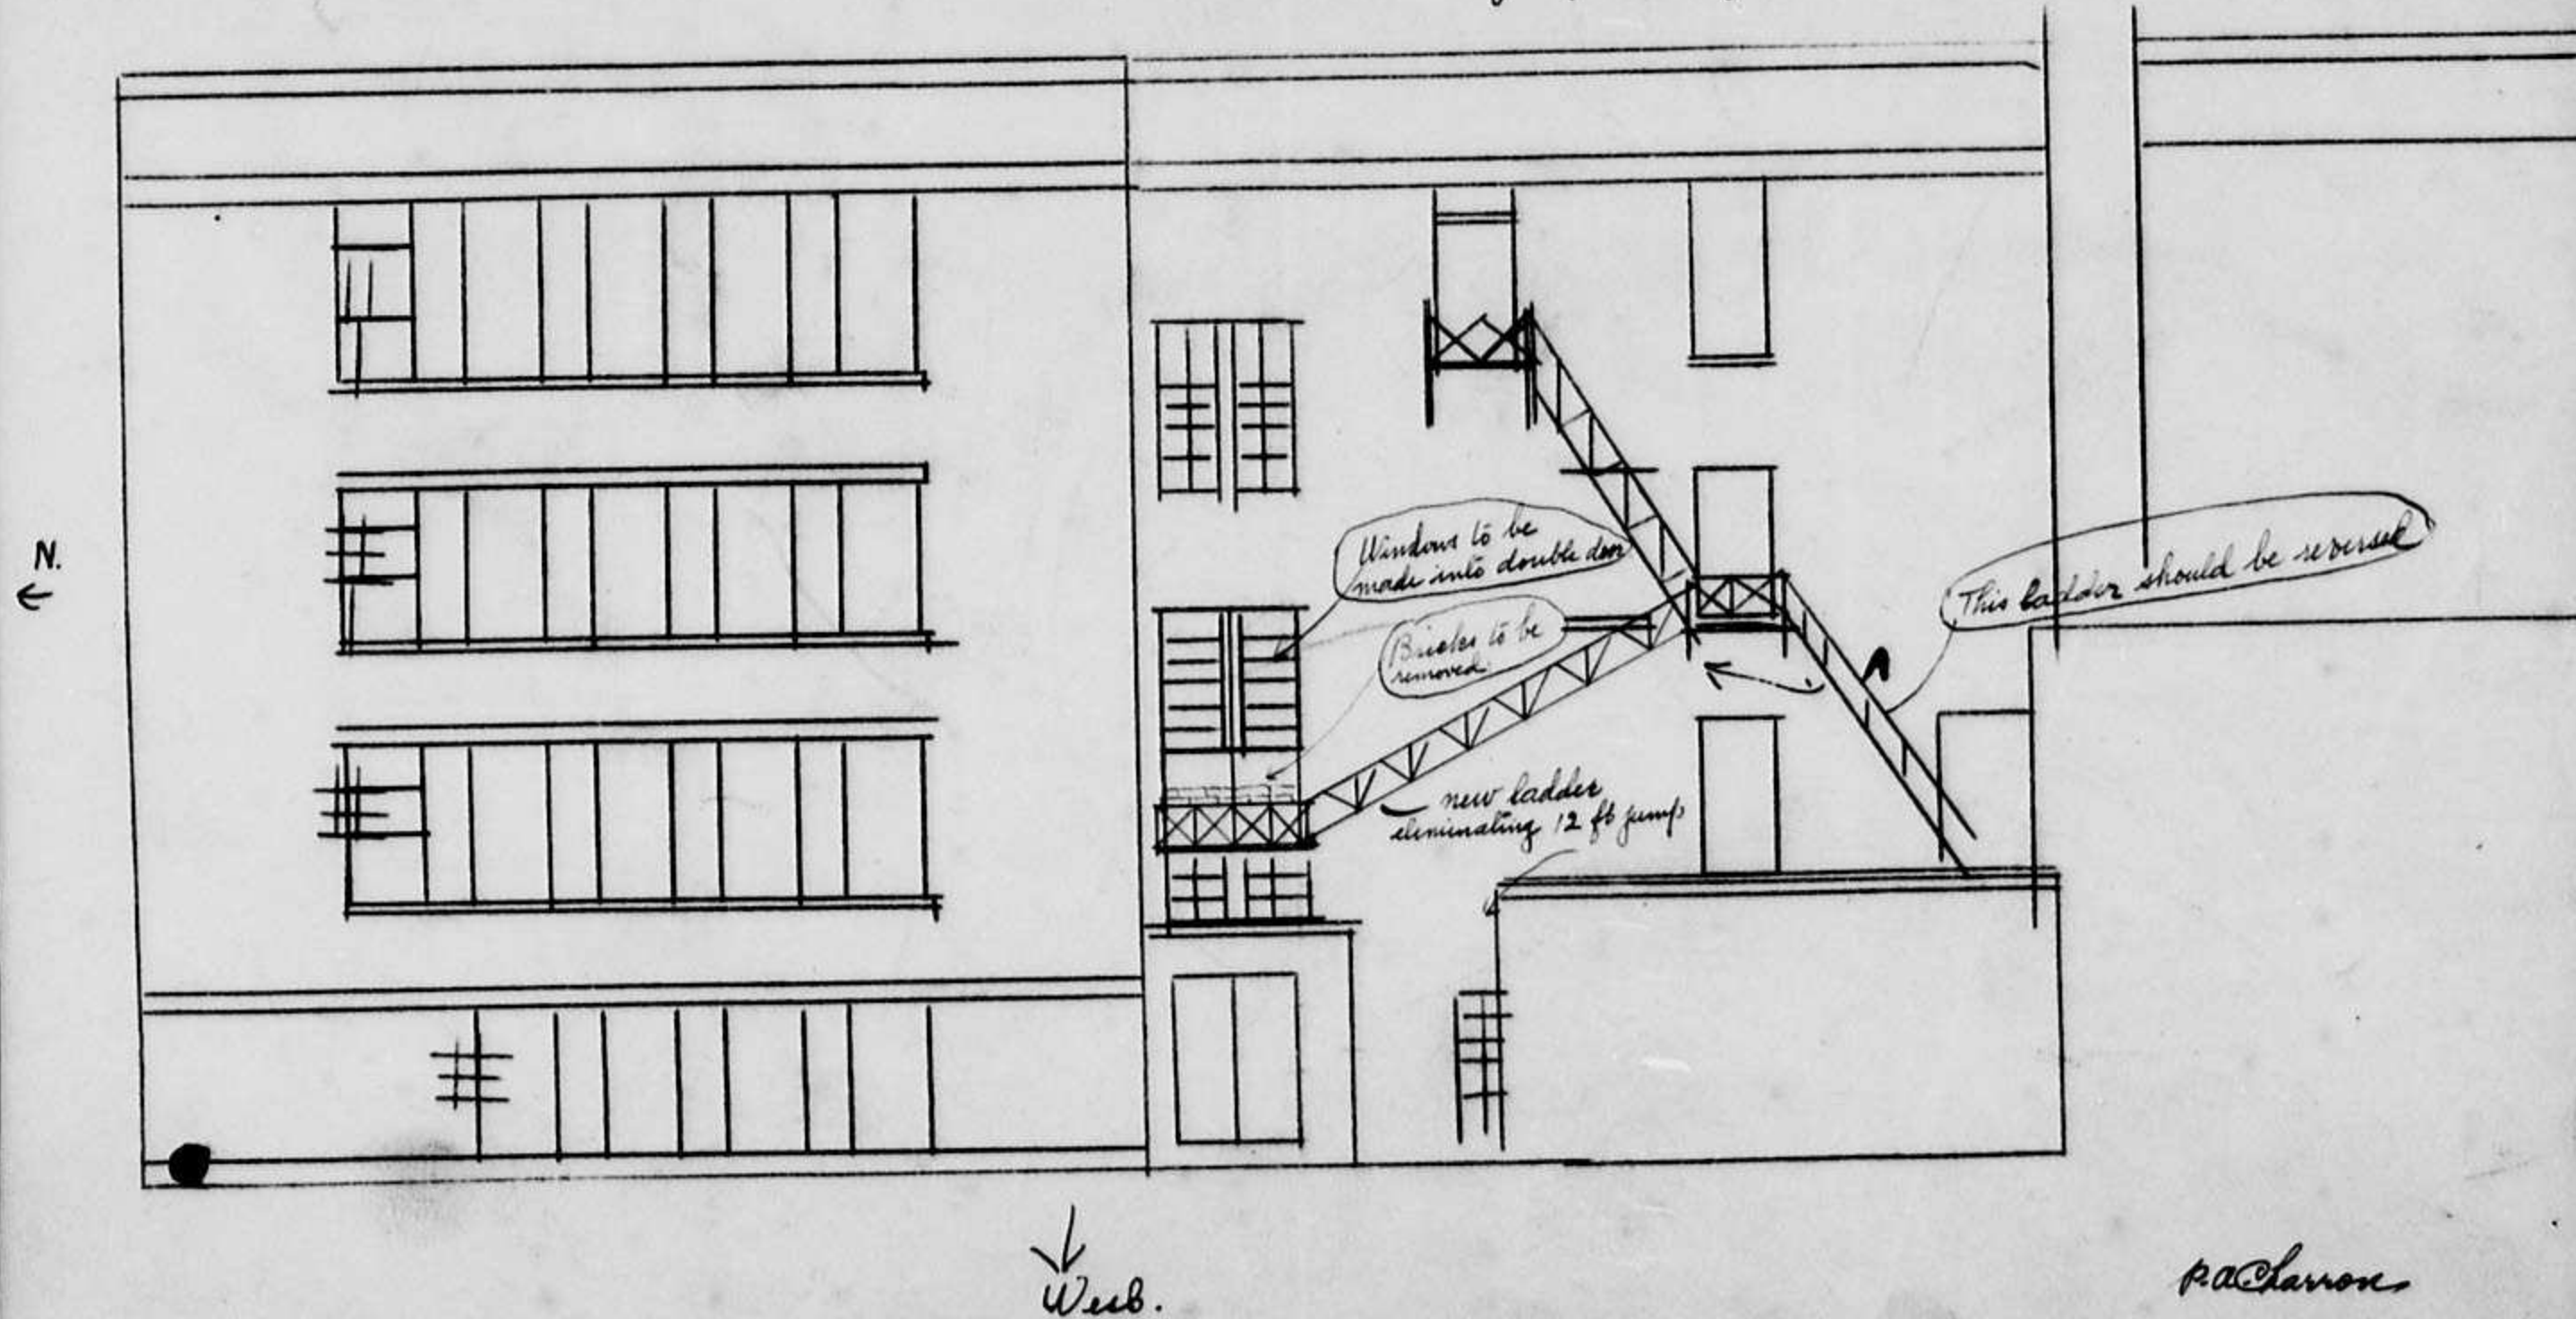 N.
Windows to be
made into double door
Bricks to be
removed
This ladder should be reversed
new ladder
eliminating 12 ft jump
West.
P.A. Charron